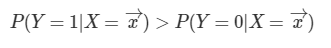 P(Y = 1|X = x⃗) > P(Y = 0|X = x⃗)